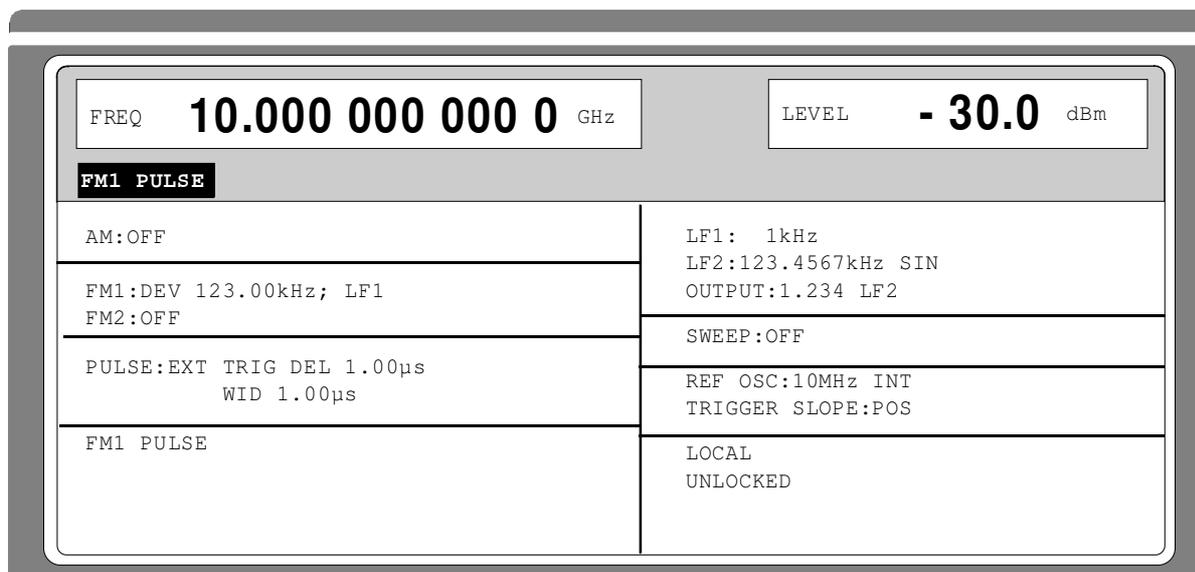 FREQ 10.000 000 000 0 GHz
LEVEL - 30.0 dBm
FM1 PULSE
AM:OFF
FM1:DEV 123.00kHz; LF1
FM2:OFF
PULSE:EXT TRIG DEL 1.00µs
WID 1.00µs
FM1 PULSE
LF1: 1kHz
LF2:123.4567kHz SIN
OUTPUT:1.234 LF2
SWEEP:OFF
REF OSC:10MHz INT
TRIGGER SLOPE:POS
LOCAL
UNLOCKED